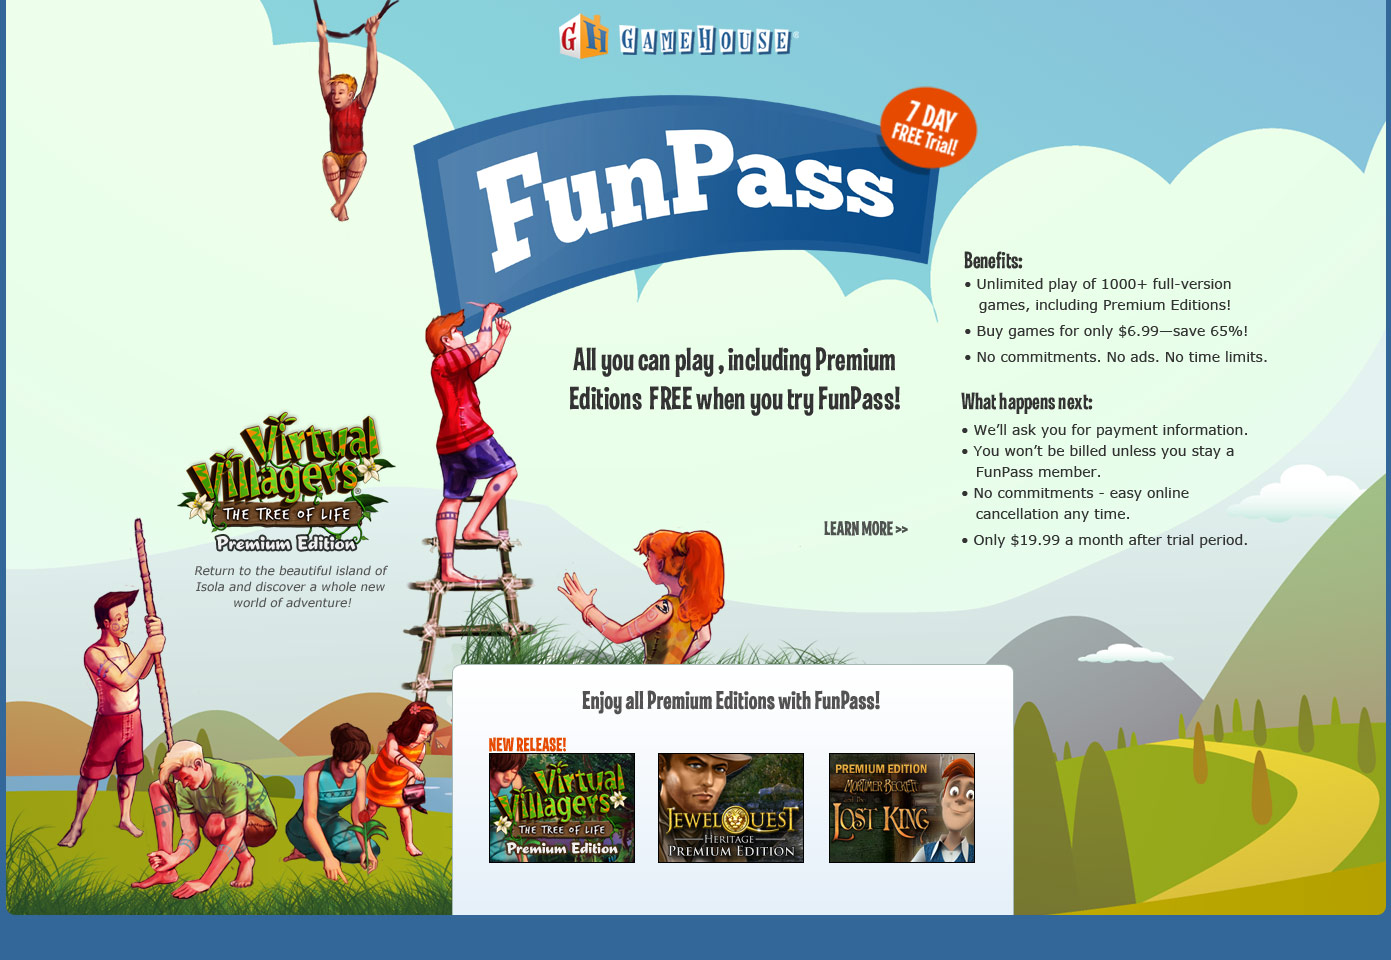 GH GAMEHOUSE®
7 DAY
FREE Trial!
FunPass
Benefits:
• Unlimited play of 1000+ full-version
games, including Premium Editions!
• Buy games for only $6.99—save 65%!
• No commitments. No ads. No time limits.
All you can play , including Premium
Editions FREE when you try FunPass!
What happens next:
• We’ll ask you for payment information.
• You won’t be billed unless you stay a
FunPass member.
• No commitments - easy online
cancellation any time.
• Only $19.99 a month after trial period.
LEARN MORE >>
Virtual
Villagers®
THE TREE OF LIFE
Premium Edition
Return to the beautiful island of
Isola and discover a whole new
world of adventure!
Enjoy all Premium Editions with FunPass!
NEW RELEASE!
Virtual
Villagers
THE TREE OF LIFE
Premium Edition
JEWEL QUEST
HERITAGE
PREMIUM EDITION
PREMIUM EDITION
MORTIMER BECKETT
and the
LOST KING